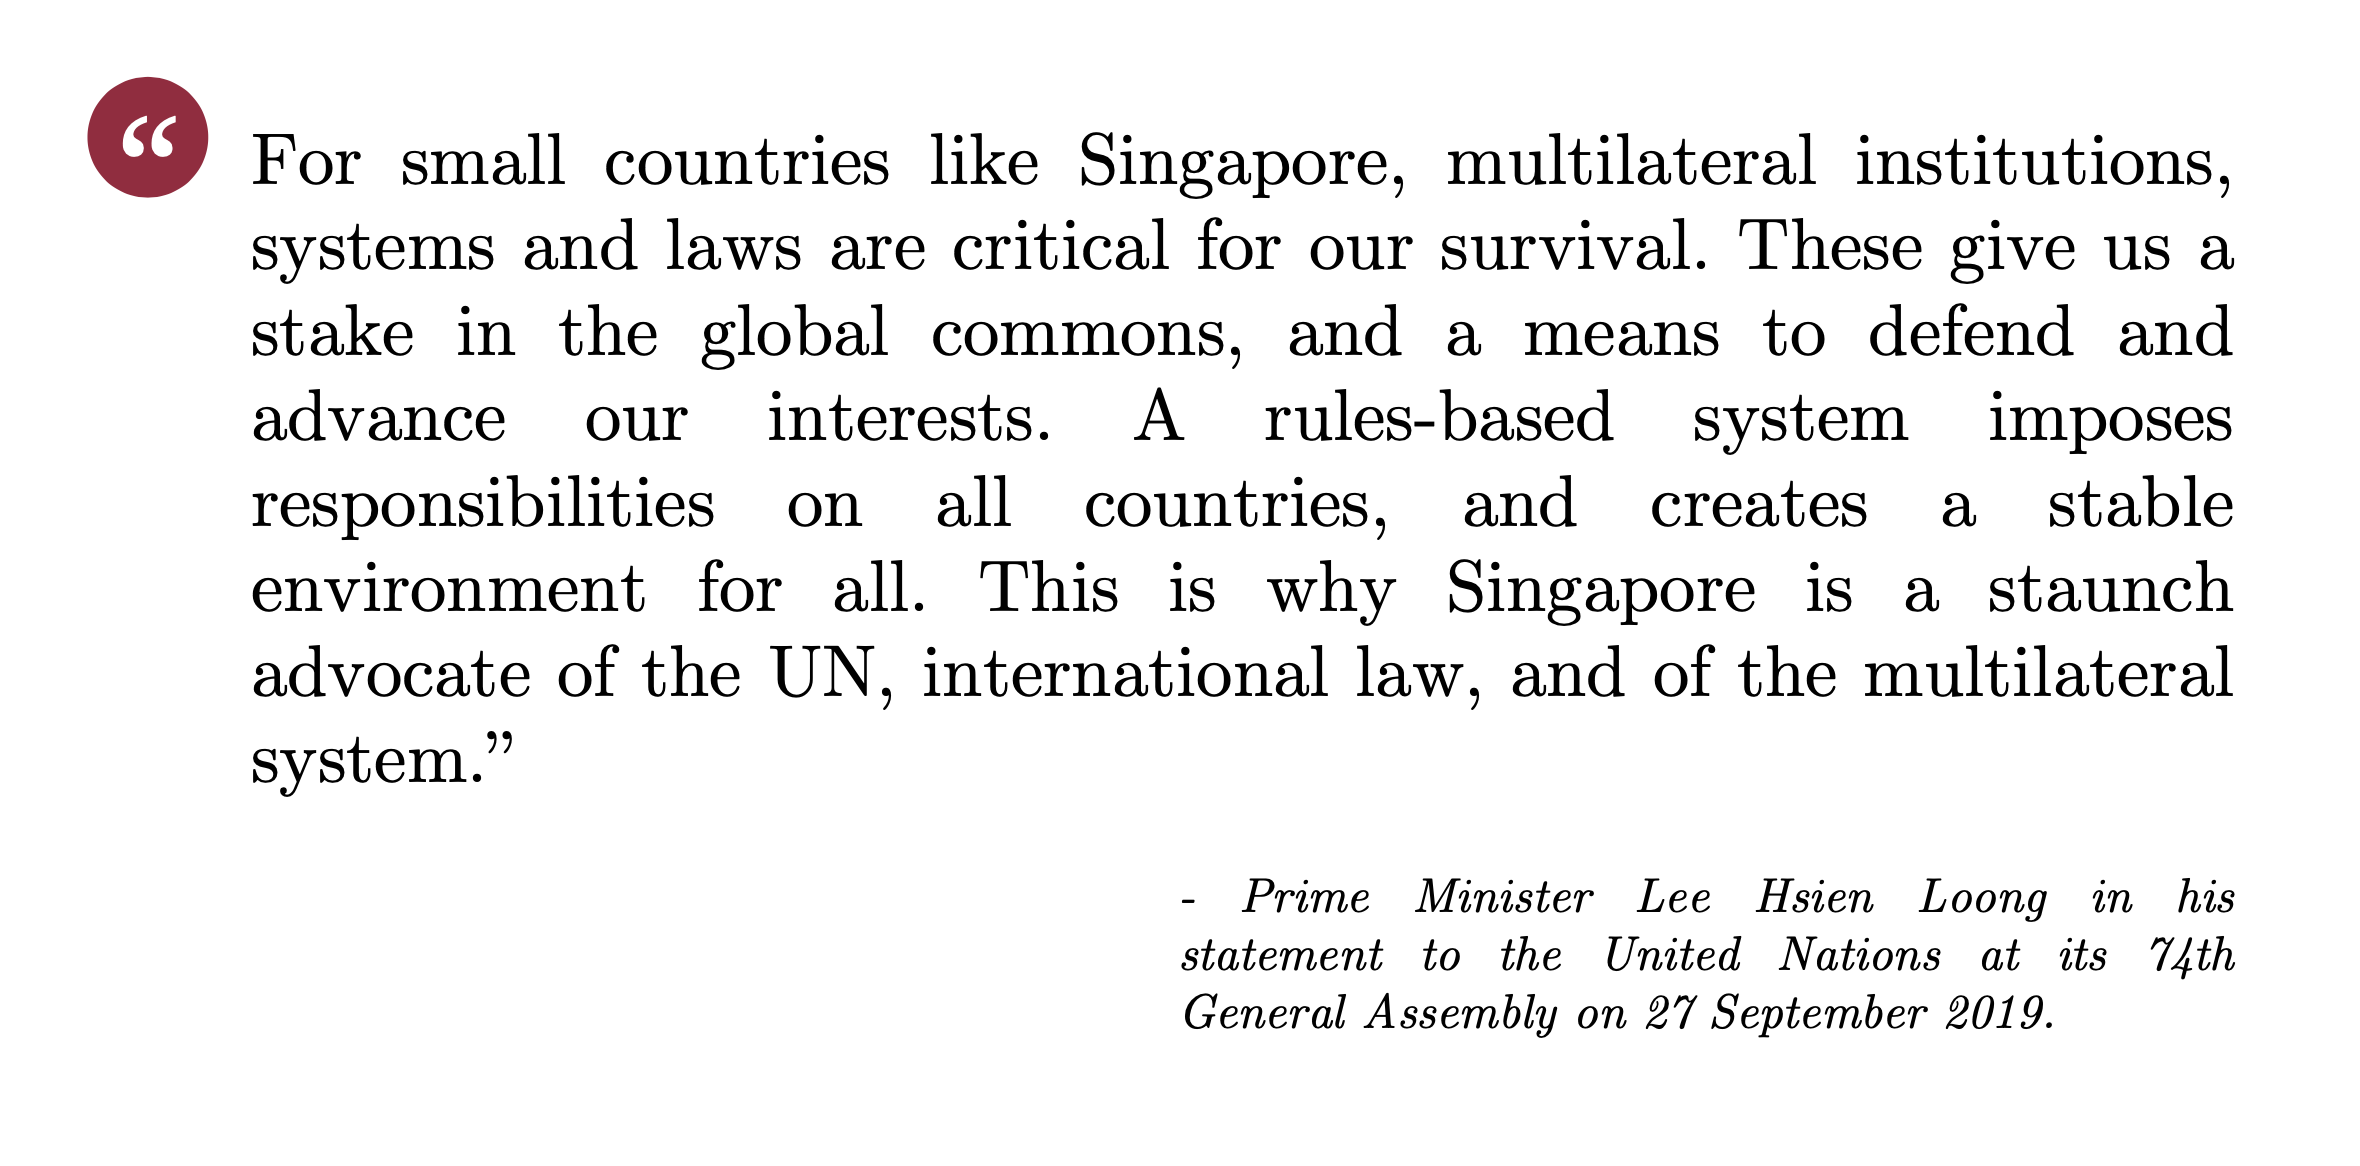 “
For small countries like Singapore, multilateral institutions,
systems and laws are critical for our survival. These give us a
stake in the global commons, and a means to defend and
advance our interests. A rules-based system imposes
responsibilities on all countries, and creates a stable
environment for all. This is why Singapore is a staunch
advocate of the UN, international law, and of the multilateral
system.”
- Prime Minister Lee Hsien Loong in his
statement to the United Nations at its 74th
General Assembly on 27 September 2019.